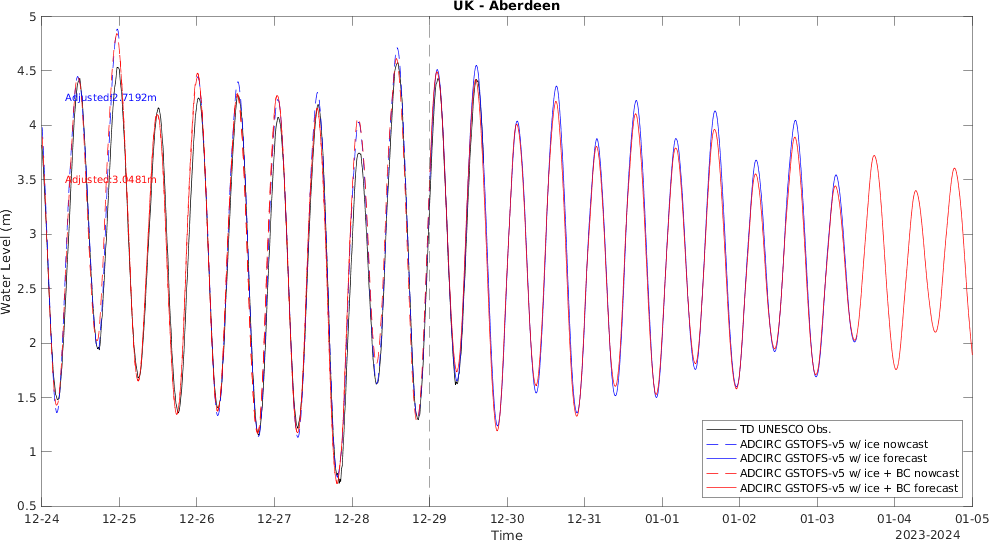 UK - Aberdeen
5
4.5
4
3.5
3
2.5
2
1.5
1
0.5
Water Level (m)
Adjusted:2.7192m
Adjusted:3.0481m
TD UNESCO Obs.
ADCIRC GSTOFS-v5 w/ ice nowcast
ADCIRC GSTOFS-v5 w/ ice forecast
ADCIRC GSTOFS-v5 w/ ice + BC nowcast
ADCIRC GSTOFS-v5 w/ ice + BC forecast
12-24 12-25 12-26 12-27 12-28 12-29 12-30 12-31 01-01 01-02 01-03 01-04 01-05
Time
2023-2024